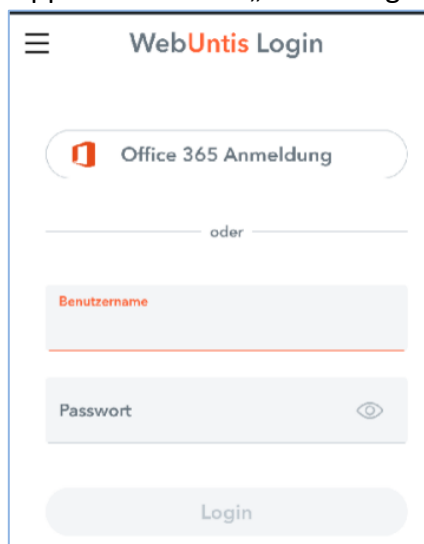 WebUntis Login
Office 365 Anmeldung
oder
Benutzername
Passwort
Login